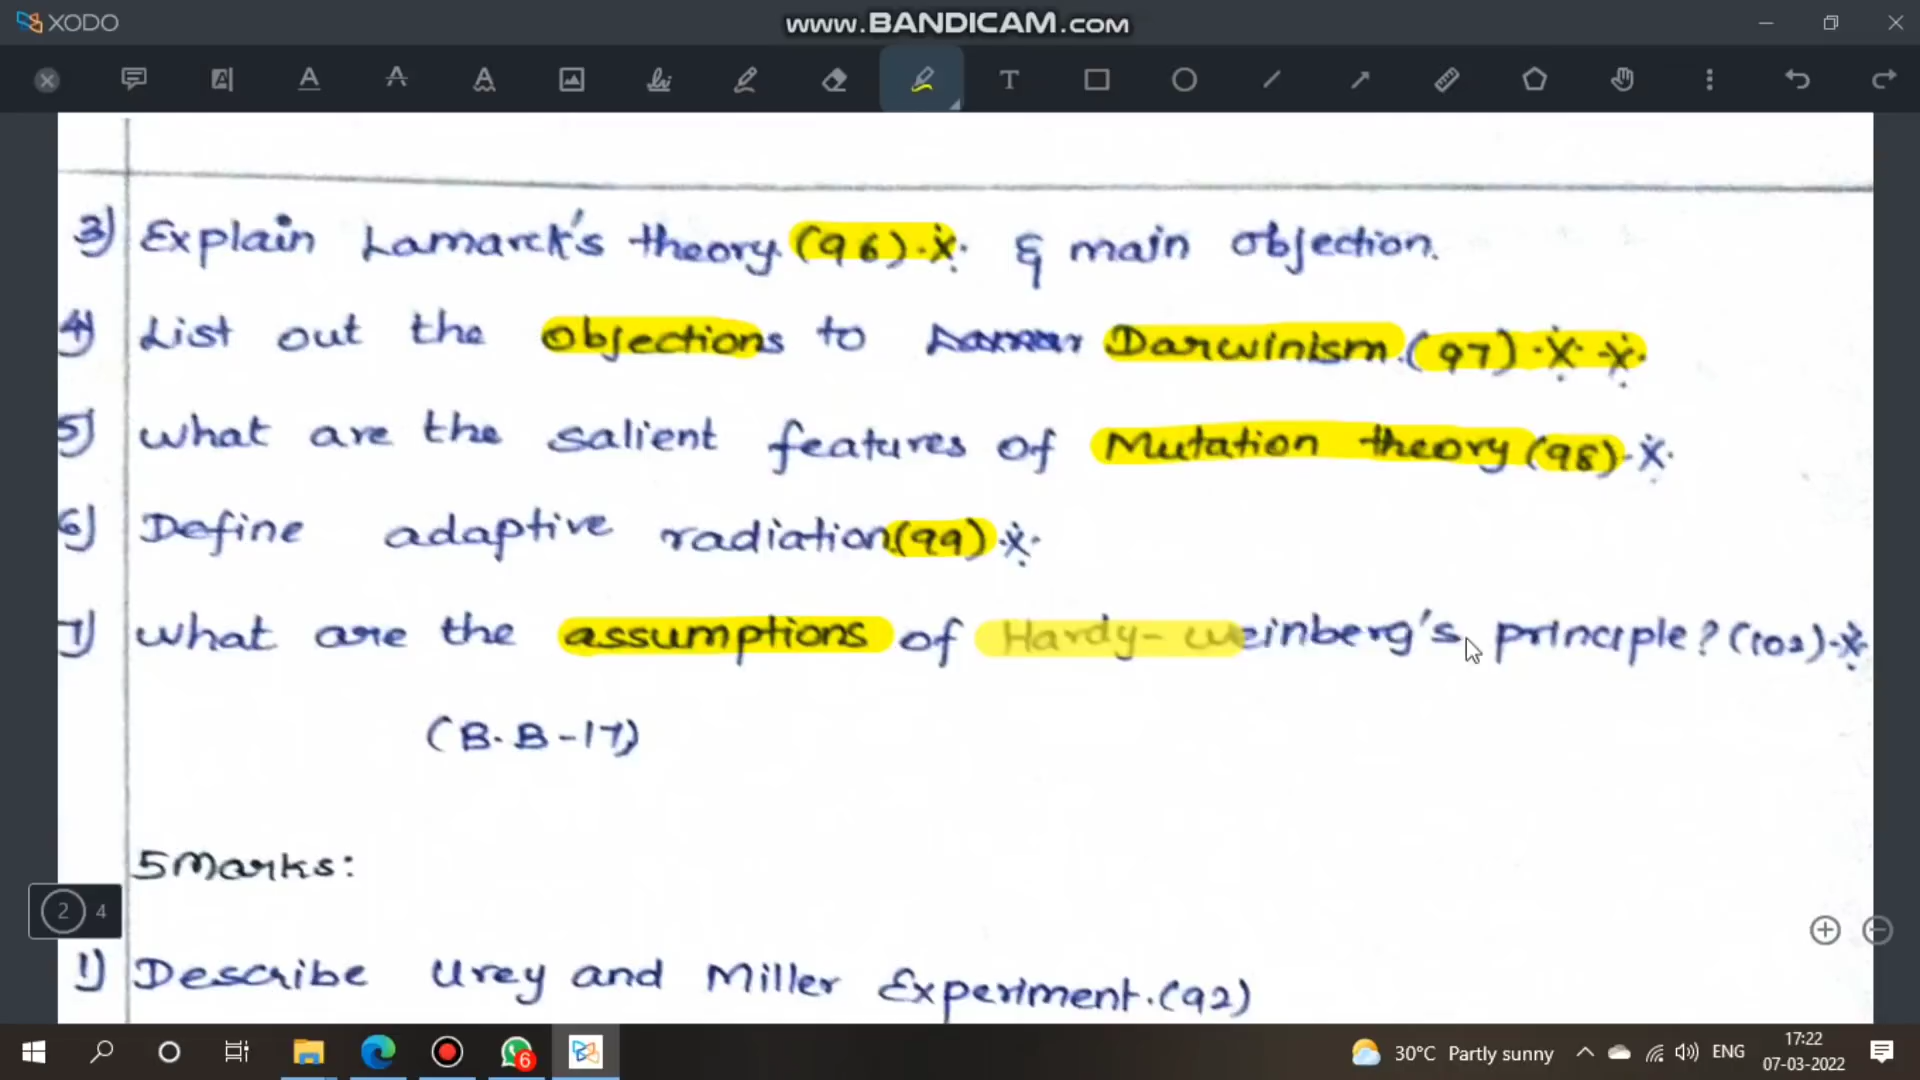 XODO
www.BANDICAM.com
3) Explain Lamarck's theory. (96) .x. & main objection.
4) List out the objections to Darwinism. (97) .x. .x.
5) what are the salient features of Mutation theory (98) .x.
6) Define adaptive radiation (99) .x.
7) what are the assumptions of Hardy-weinberg's principle? (102) .x.
(B.B-17)
5 Marks:
2 4
1) Describe Urey and Miller Experiment. (92)
6
30°C Partly sunny
ENG
17:22
07-03-2022